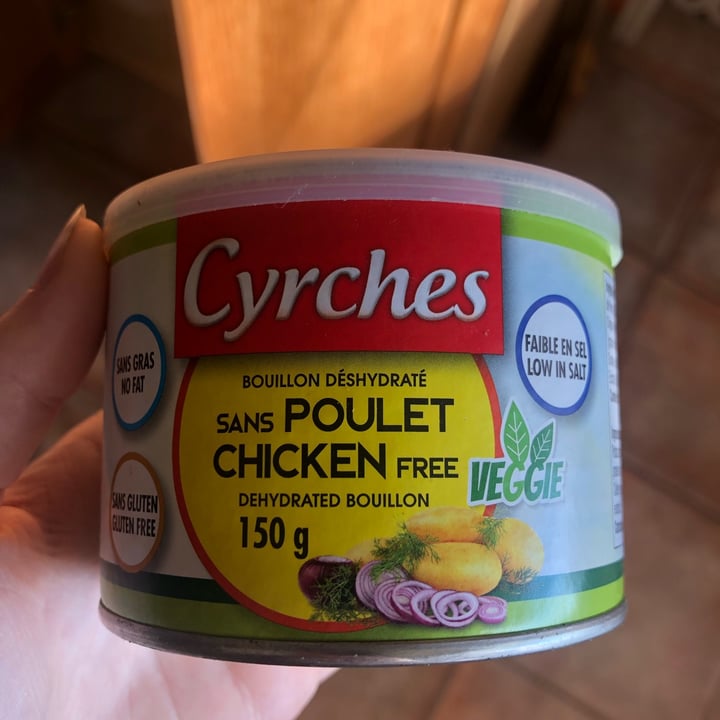 Cyrches
SANS GRAS
NO FAT
FAIBLE EN SEL
LOW IN SALT
BOUILLON DÉSHYDRATÉ
SANS POULET
CHICKEN FREE
DEHYDRATED BOUILLON
150 g
VEGGIE
SANS GLUTEN
GLUTEN FREE